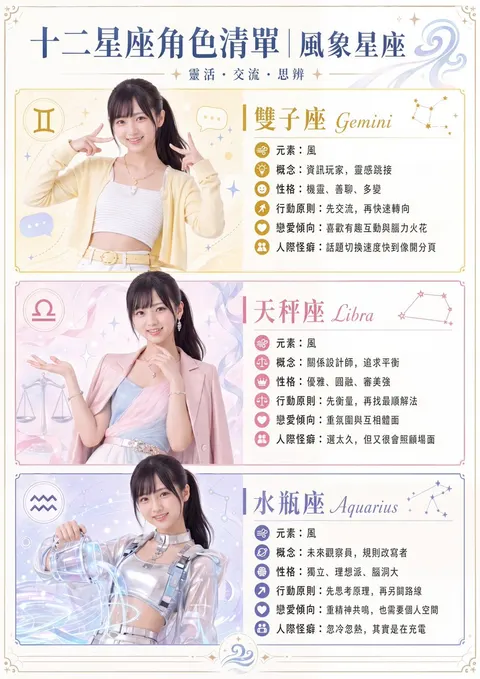 十二星座角色清單｜風象星座
靈活・交流・思辨
雙子座 Gemini
元素：風
概念：資訊玩家，靈感跳接
性格：機靈、善聊、多變
行動原則：先交流，再快速轉向
戀愛傾向：喜歡有趣互動與腦力火花
人際怪癖：話題切換速度快到像開分頁
天秤座 Libra
元素：風
概念：關係設計師，追求平衡
性格：優雅、圓融、審美強
行動原則：先衡量，再找最順解法
戀愛傾向：重氛圍與互相體面
人際怪癖：選太久，但又很會照顧場面
水瓶座 Aquarius
元素：風
概念：未來觀察員，規則改寫者
性格：獨立、理想派、腦洞大
行動原則：先思考原理，再另闢路線
戀愛傾向：重精神共鳴，也需要個人空間
人際怪癖：忽冷忽熱，其實是在充電